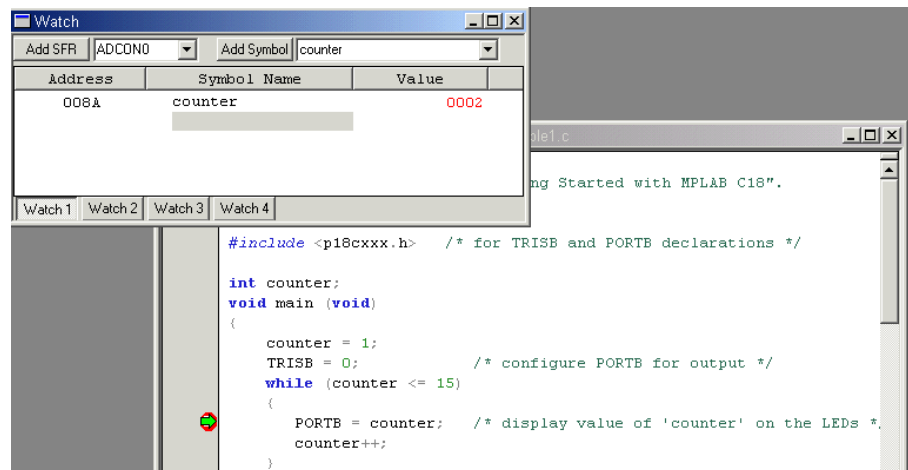 Watch
Add SFR ADCON0 Add Symbol counter
Address Symbol Name Value
008A counter 0002
Watch 1 Watch 2 Watch 3 Watch 4
ple1.c
ng Started with MPLAB C18".
#include <p18cxxx.h> /* for TRISB and PORTB declarations */
int counter;
void main (void)
{
counter = 1;
TRISB = 0; /* configure PORTB for output */
while (counter <= 15)
{
PORTB = counter; /* display value of 'counter' on the LEDs *
counter++;
}